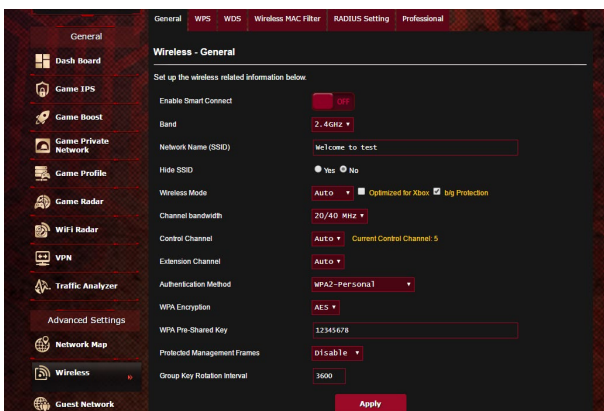 General WPS WDS Wireless MAC Filter RADIUS Setting Professional
General
Dash Board
Game IPS
Game Boost
Game Private
Network
Game Profile
Game Radar
WiFi Radar
VPN
Traffic Analyzer
Advanced Settings
Network Map
Wireless
Guest Network
Wireless - General
Set up the wireless related information below.
Enable Smart Connect OFF
Band 2.4GHz
Network Name (SSID) Welcome to test
Hide SSID Yes No
Wireless Mode Auto Optimized for Xbox b/g Protection
Channel bandwidth 20/40 MHz
Control Channel Auto Current Control Channel: 5
Extension Channel Auto
Authentication Method WPA2-Personal
WPA Encryption AES
WPA Pre-Shared Key 12345678
Protected Management Frames Disable
Group Key Rotation Interval 3600
Apply